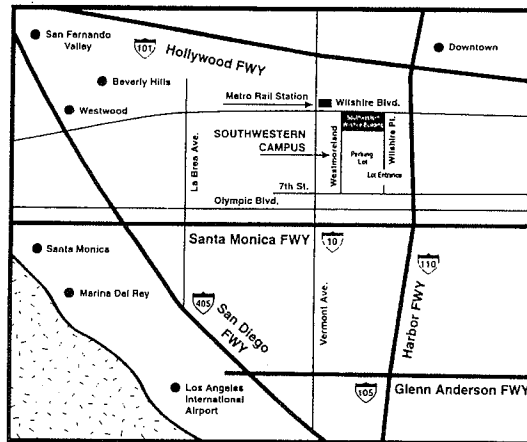 San Fernando
Valley
101
Hollywood FWY
Downtown
Beverly Hills
Metro Rail Station
Wilshire Blvd.
Westwood
La Brea Ave.
SOUTHWESTERN
CAMPUS
Westmoreland
Southwestern
Parking
Lot
Lot Entrance
Wilshire Pl.
7th St.
Olympic Blvd.
Santa Monica
Santa Monica FWY
10
110
Marina Del Rey
405
San Diego
FWY
Vermont Ave.
Harbor FWY
Los Angeles
International
Airport
105
Glenn Anderson FWY